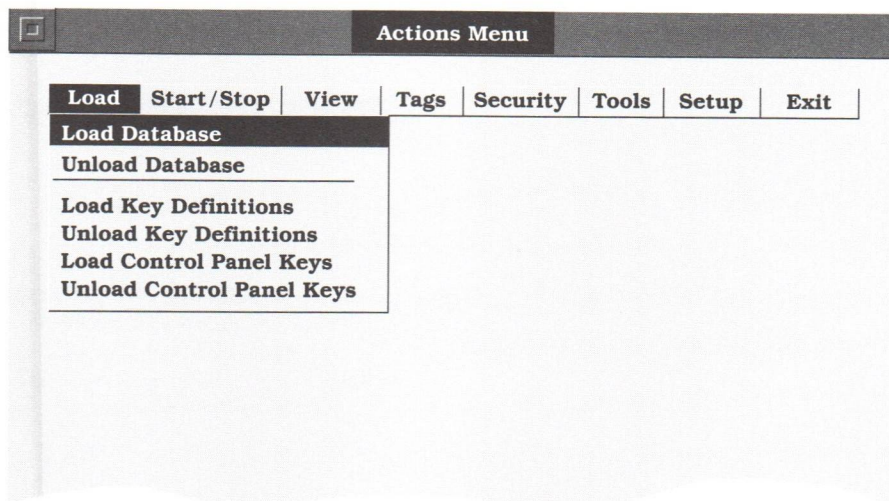 Actions Menu
Load Start/Stop View Tags Security Tools Setup Exit
Load Database
Unload Database
Load Key Definitions
Unload Key Definitions
Load Control Panel Keys
Unload Control Panel Keys